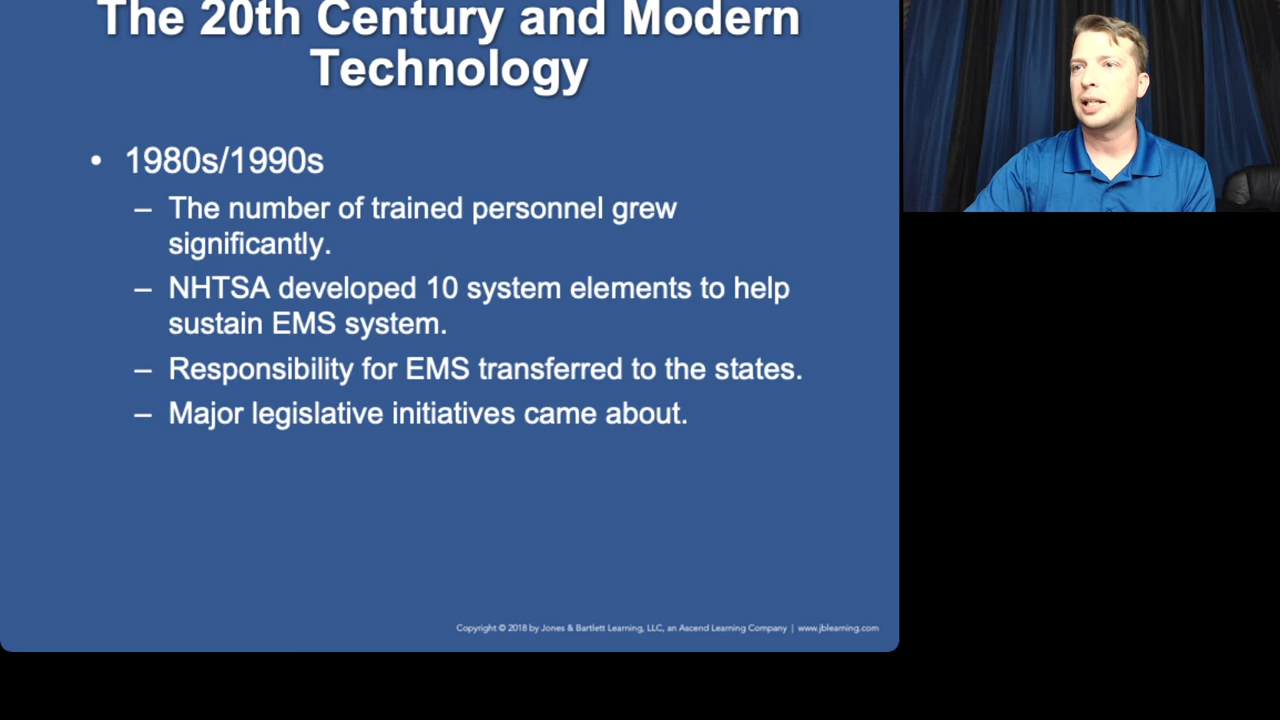 The 20th Century and Modern
Technology
• 1980s/1990s
– The number of trained personnel grew
significantly.
– NHTSA developed 10 system elements to help
sustain EMS system.
– Responsibility for EMS transferred to the states.
– Major legislative initiatives came about.
Copyright © 2018 by Jones & Bartlett Learning, LLC, an Ascend Learning Company | www.jblearning.com